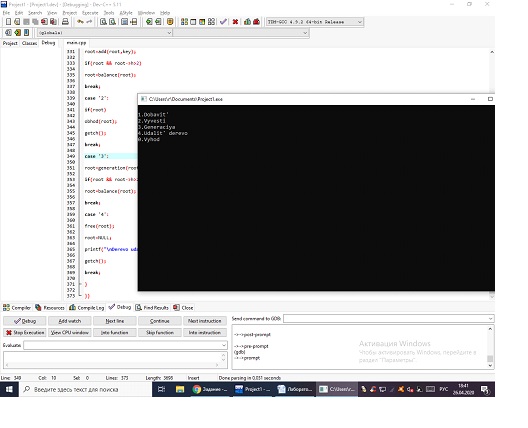 Project1 - [Project1.dev] - [Debugging] - Dev-C++ 5.11
File Edit Search View Project Execute Tools AStyle Window Help
TDM-GCC 4.9.2 64-bit Release
(globals)
Project Classes Debug main.cpp
331 root=add(root,key);
332
333 if(root && root->h>2)
334
335 root=balance(root);
336
337 break;
338
339 case '2':
340
341 if(root)
342
343 obhod(root);
344
345 getch();
346
347 break;
348
349 case '3':
350
351 root=generation(root
352
353 if(root && root->h>
354
355 root=balance(root);
356
357 break;
358
359 case '4':
360
361 free(root);
362
363 root=NULL;
364
365 printf("\nDerevo uda
366
367 getch();
368
369 break;
370
371 }
372
373 }}
C:\Users\r\Documents\Project1.exe
1.Dobavit`
2.Vyvesti
3.Generaciya
4.Udalit` derevo
0.Vyhod
Compiler Resources Compile Log Debug Find Results Close
Debug Add watch Next line Continue Next instruction
Stop Execution View CPU window Into function Skip function Into instruction
Evaluate:
Send command to GDB:
->->post-prompt
->->pre-prompt
(gdb)
->->prompt
Активация Windows
Чтобы активировать Windows, перейдите в
раздел "Параметры".
Line: 349 Col: 10 Sel: 0 Lines: 373 Length: 3698 Insert Done parsing in 0,031 seconds
Введите здесь текст для поиска
Задание -...
Project1 - ...
Лаборато...
C:\Users\r...
РУС
18:41
26.04.2020